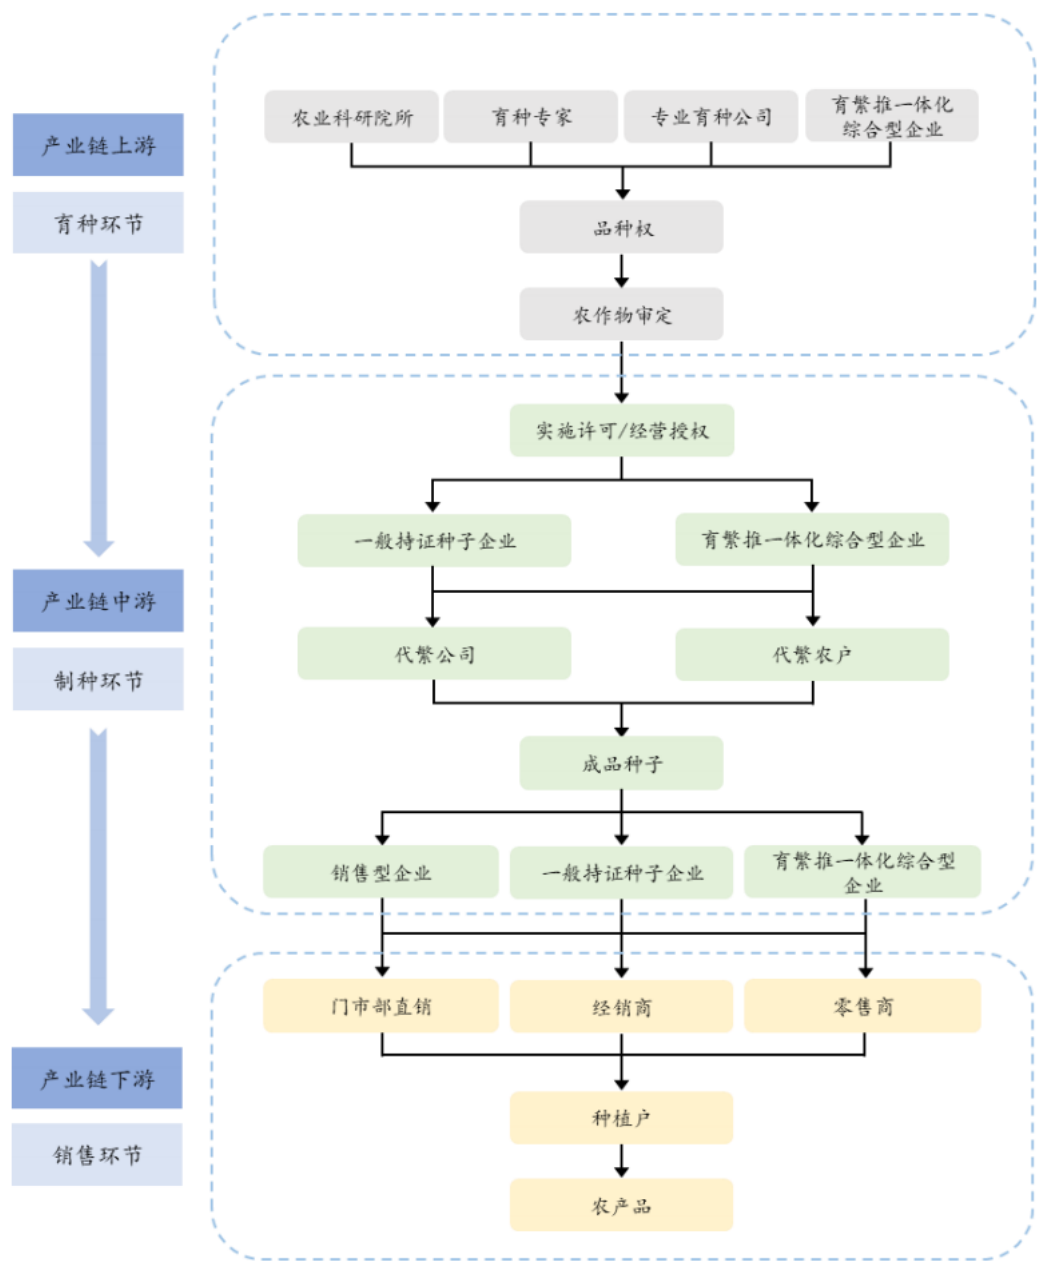 产业链上游
育种环节
农业科研院所
育种专家
专业育种公司
育繁推一体化
综合型企业
品种权
农作物审定
产业链中游
制种环节
实施许可/经营授权
一般持证种子企业
育繁推一体化综合型企业
代繁公司
代繁农户
成品种子
销售型企业
一般持证种子企业
育繁推一体化综合型
企业
产业链下游
销售环节
门市部直销
经销商
零售商
种植户
农产品